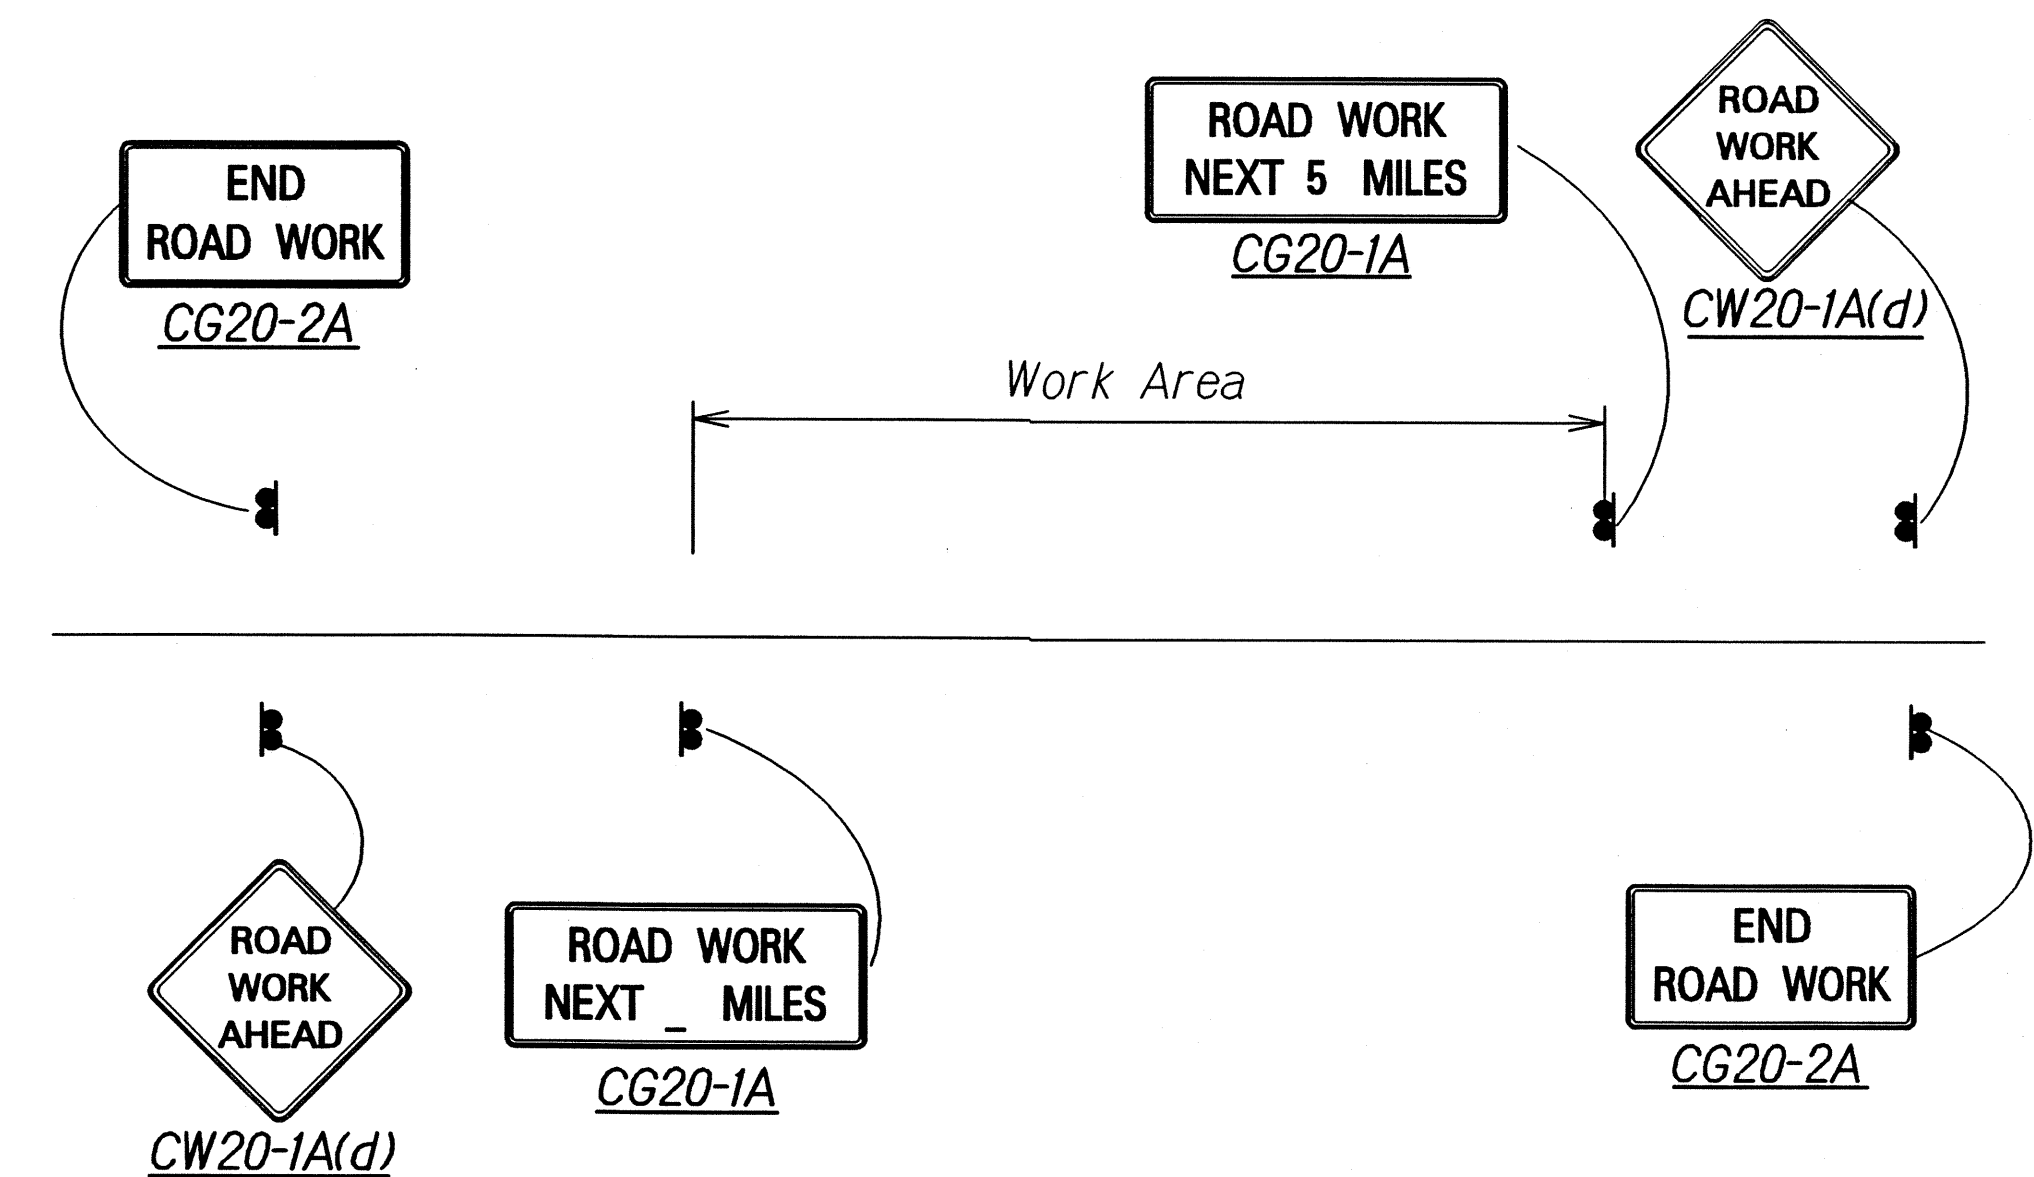 ROAD
WORK
AHEAD
CW20-1A(d)
ROAD WORK
NEXT 5 MILES
CG20-1A
END
ROAD WORK
CG20-2A
Work Area
ROAD
WORK
AHEAD
CW20-1A(d)
ROAD WORK
NEXT _ MILES
CG20-1A
END
ROAD WORK
CG20-2A